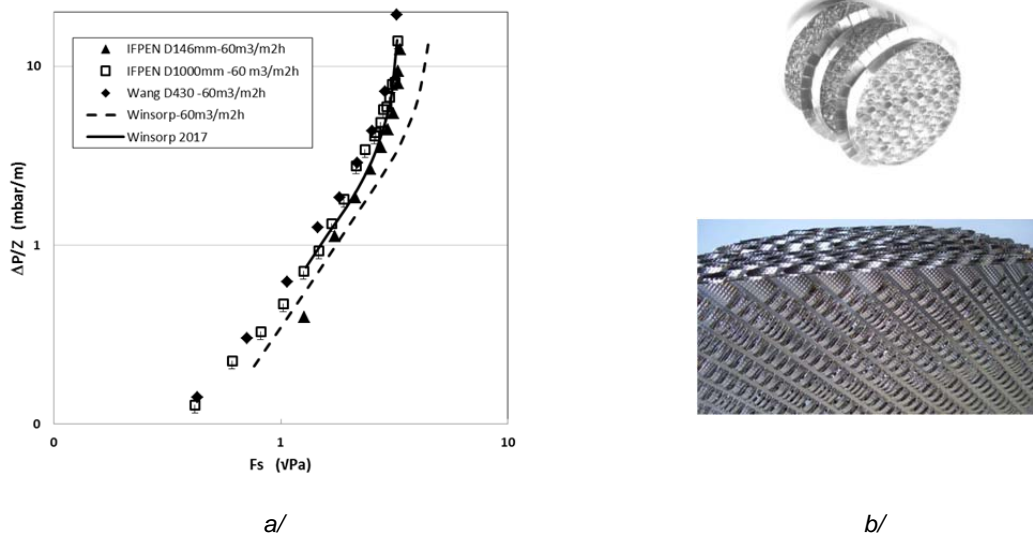 IFPEN D146mm-60m3/m2h
IFPEN D1000mm -60 m3/m2h
Wang D430 -60m3/m2h
Winsorp-60m3/m2h
Winsorp 2017
10
1
0
ΔP/Z (mbar/m)
0 1 10
Fs (√Pa)
a/ b/